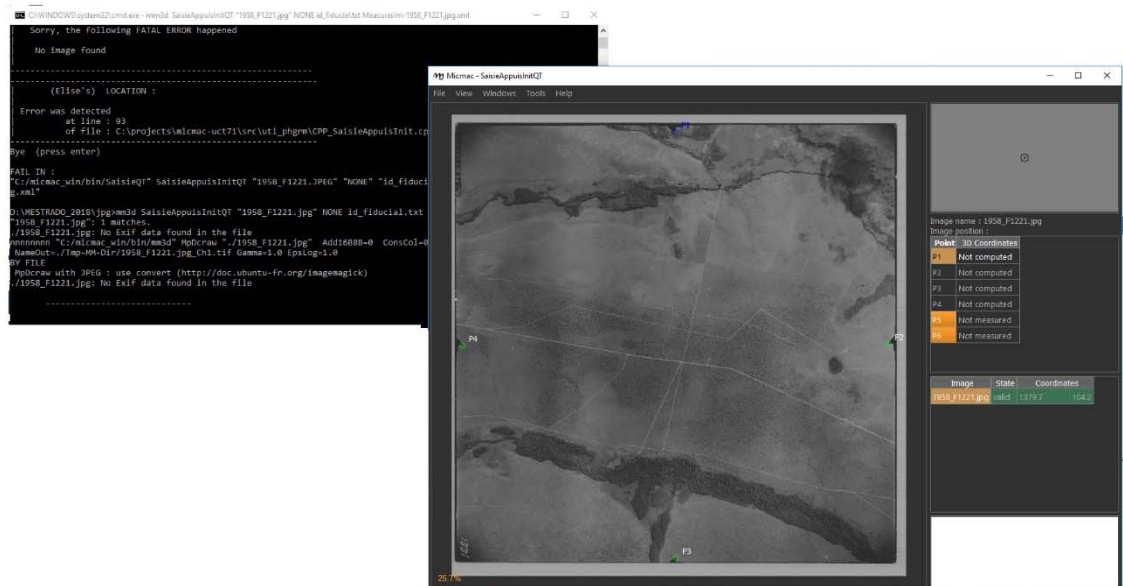 C:\WINDOWS\system32\cmd.exe - mm3d SaisieAppuisInitQT "1958_F1221.jpg" NONE id_fiducial.txt MeasuresIm-1958_F1221.jpg.xml
Sorry, the following FATAL ERROR happened
No image found
(Elise's) LOCATION :
Error was detected
at line : 93
of file : C:\projects\micmac-uct71\src\uti_phgrm\CPP_SaisieAppuisInit.cp
Bye (press enter)
FAIL IN :
"C:/micmac_win/bin/SaisieQT" SaisieAppuisInitQT "1958_F1221.JPEG" "NONE" "id_fiduci
g.xml"
D:\MESTRADO_2018\jpg>mm3d SaisieAppuisInitQT "1958_F1221.jpg" NONE id_fiducial.txt
"1958_F1221.jpg": 1 matches.
./1958_F1221.jpg: No Exif data found in the file
nnnnnnnn "C:/micmac_win/bin/mm3d" MpDcraw "./1958_F1221.jpg" Add16B8B=0 ConsCol=0
NameOut=./Tmp-MM-Dir/1958_F1221.jpg_Ch1.tif Gamma=1.0 EpsLog=1.0
BY FILE
MpDcraw with JPEG : use convert (http://doc.ubuntu-fr.org/imagemagick)
./1958_F1221.jpg: No Exif data found in the file
Micmac - SaisieAppuisInitQT
File View Windows Tools Help
P1
P4
P2
P3
1221
25.7%
Image name : 1958_F1221.jpg
Image position :
Point 3D Coordinates
P1 Not computed
P2 Not computed
P3 Not computed
P4 Not computed
P5 Not measured
P6 Not measured
Image State Coordinates
1958_F1221.jpg valid 1379.7 104.2